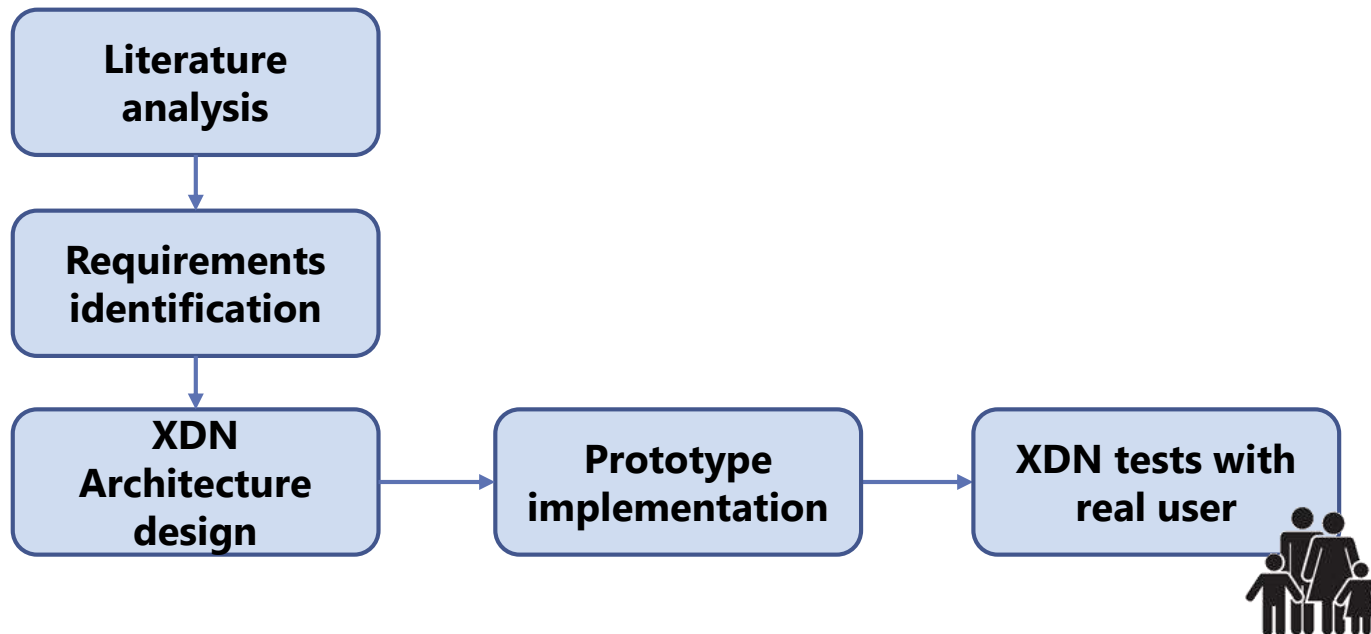 Literature
analysis
Requirements
identification
XDN
Architecture
design
Prototype
implementation
XDN tests with
real user